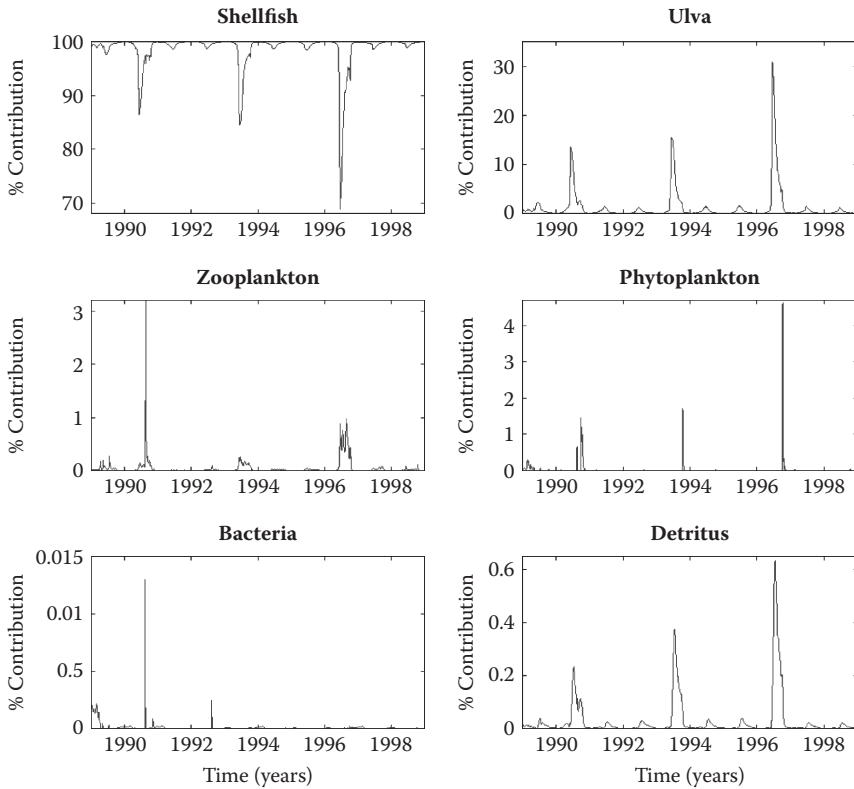 Shellfish
% Contribution
100
90
80
70
1990 1992 1994 1996 1998
Ulva
% Contribution
30
20
10
0
1990 1992 1994 1996 1998
Zooplankton
% Contribution
3
2
1
0
1990 1992 1994 1996 1998
Phytoplankton
% Contribution
4
3
2
1
0
1990 1992 1994 1996 1998
Bacteria
% Contribution
0.015
0.01
0.5
0
1990 1992 1994 1996 1998
Time (years)
Detritus
% Contribution
0.6
0.4
0.2
0
1990 1992 1994 1996 1998
Time (years)